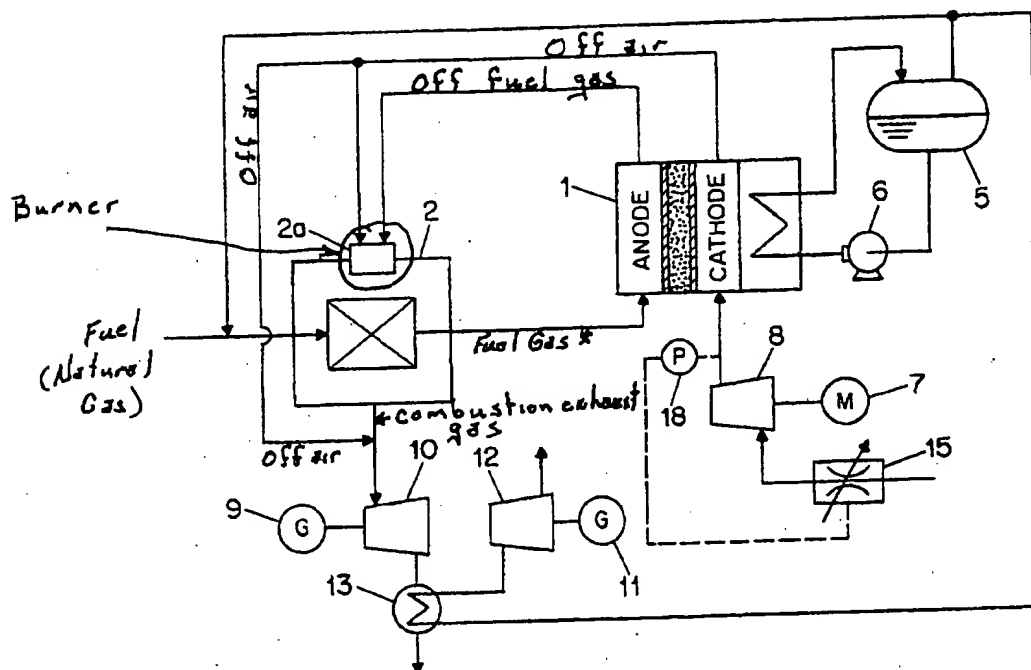 Off air
Off fuel gas
Off air
Burner
2a
2
1
ANODE
CATHODE
5
6
Fuel
(Natural
Gas)
Fuel Gas *
P
18
8
M
7
combustion exhaust
gas
Off air
10
12
15
9
G
G
11
13